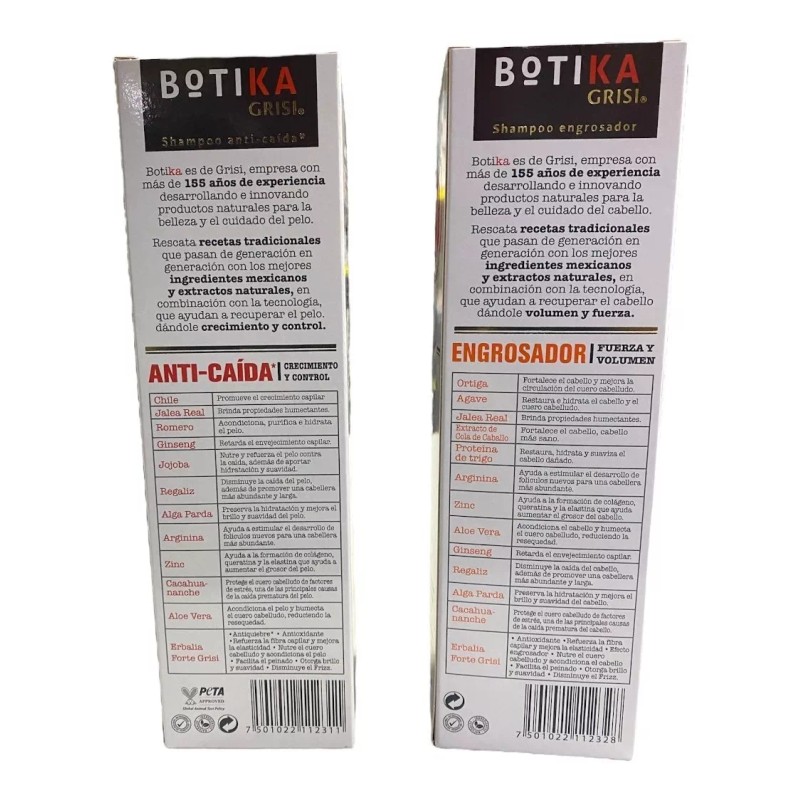 BOTIKA
GRISI®
Shampoo anti-caída*
Botika es de Grisi, empresa con
más de 155 años de experiencia
desarrollando e innovando
productos naturales para la
belleza y el cuidado del pelo.
Rescata recetas tradicionales
que pasan de generación en
generación con los mejores
ingredientes mexicanos
y extractos naturales, en
combinación con la tecnología,
que ayudan a recuperar el pelo.
dándole crecimiento y control.
ANTI-CAÍDA* | CRECIMIENTO
Y CONTROL
Chile Promueve el crecimiento capilar
Jalea Real Brinda propiedades humectantes.
Romero Acondiciona, purifica e hidrata
el pelo.
Ginseng Retarda el envejecimiento capilar.
Jojoba Nutre y refuerza el pelo contra
la caída, además de aportar
hidratación y suavidad.
Regaliz Disminuye la caída del pelo,
además de promover una cabellera
más abundante y larga.
Alga Parda Preserva la hidratación y mejora el
brillo y suavidad del pelo.
Arginina Ayuda a estimular el desarrollo de
folículos nuevos para una cabellera
más abundante.
Zinc Ayuda a la formación de colágeno,
queratina y la elastina que ayuda a
aumentar el grosor del pelo.
Cacahua-
nanche Protege el cuero cabelludo de factores
de estrés, una de las principales causas
de la caída prematura del pelo.
Aloe Vera Acondiciona el pelo y humecta
el cuero cabelludo, reduciendo la
resequedad.
Erbalia
Forte Grisi • Antiquiebre* • Antioxidante
• Refuerza la fibra capilar y mejora
la elasticidad • Nutre el cuero
cabelludo y acondiciona el pelo
• Facilita el peinado • Otorga brillo
y suavidad • Disminuye el Frizz.
PETA
APPROVED
Global Animal Test Policy
7 501022 112311
BOTIKA
GRISI®
Shampoo engrosador
Botika es de Grisi, empresa con
más de 155 años de experiencia
desarrollando e innovando
productos naturales para la
belleza y el cuidado del cabello.
Rescata recetas tradicionales
que pasan de generación en
generación con los mejores
ingredientes mexicanos
y extractos naturales, en
combinación con la tecnología,
que ayudan a recuperar el cabello
dándole volumen y fuerza.
ENGROSADOR | FUERZA Y
VOLUMEN
Ortiga Fortalece el cabello y mejora la
circulación del cuero cabelludo.
Agave Restaura e hidrata el cabello y el
cuero cabelludo.
Jalea Real Brinda propiedades humectantes.
Extracto de
Cola de Caballo Fortalece el cabello, cabello
más sano.
Proteína
de trigo Restaura, hidrata y suaviza el
cabello dañado.
Arginina Ayuda a estimular el desarrollo de
folículos nuevos para una cabellera
más abundante.
Zinc Ayuda a la formación de colágeno,
queratina y la elastina que ayuda
aumentar el grosor del cabello.
Aloe Vera Acondiciona el cabello y humecta
el cuero cabelludo, reduciendo la
resequedad.
Ginseng Retarda el envejecimiento capilar.
Regaliz Disminuye la caída del cabello,
además de promover una cabellera
más abundante y larga.
Alga Parda Preserva la hidratación y mejora el
brillo y suavidad del cabello.
Cacahua-
nanche Protege el cuero cabelludo de factores
de estrés, una de las principales causas
de la caída prematura del cabello.
Erbalia
Forte Grisi • Antioxidante • Refuerza la fibra
capilar y mejora la elasticidad • Efecto
engrosador • Nutre el cuero
cabelludo y acondiciona el cabello
• Facilita el peinado • Otorga brillo
y suavidad • Disminuye el Frizz.
7 501022 112328